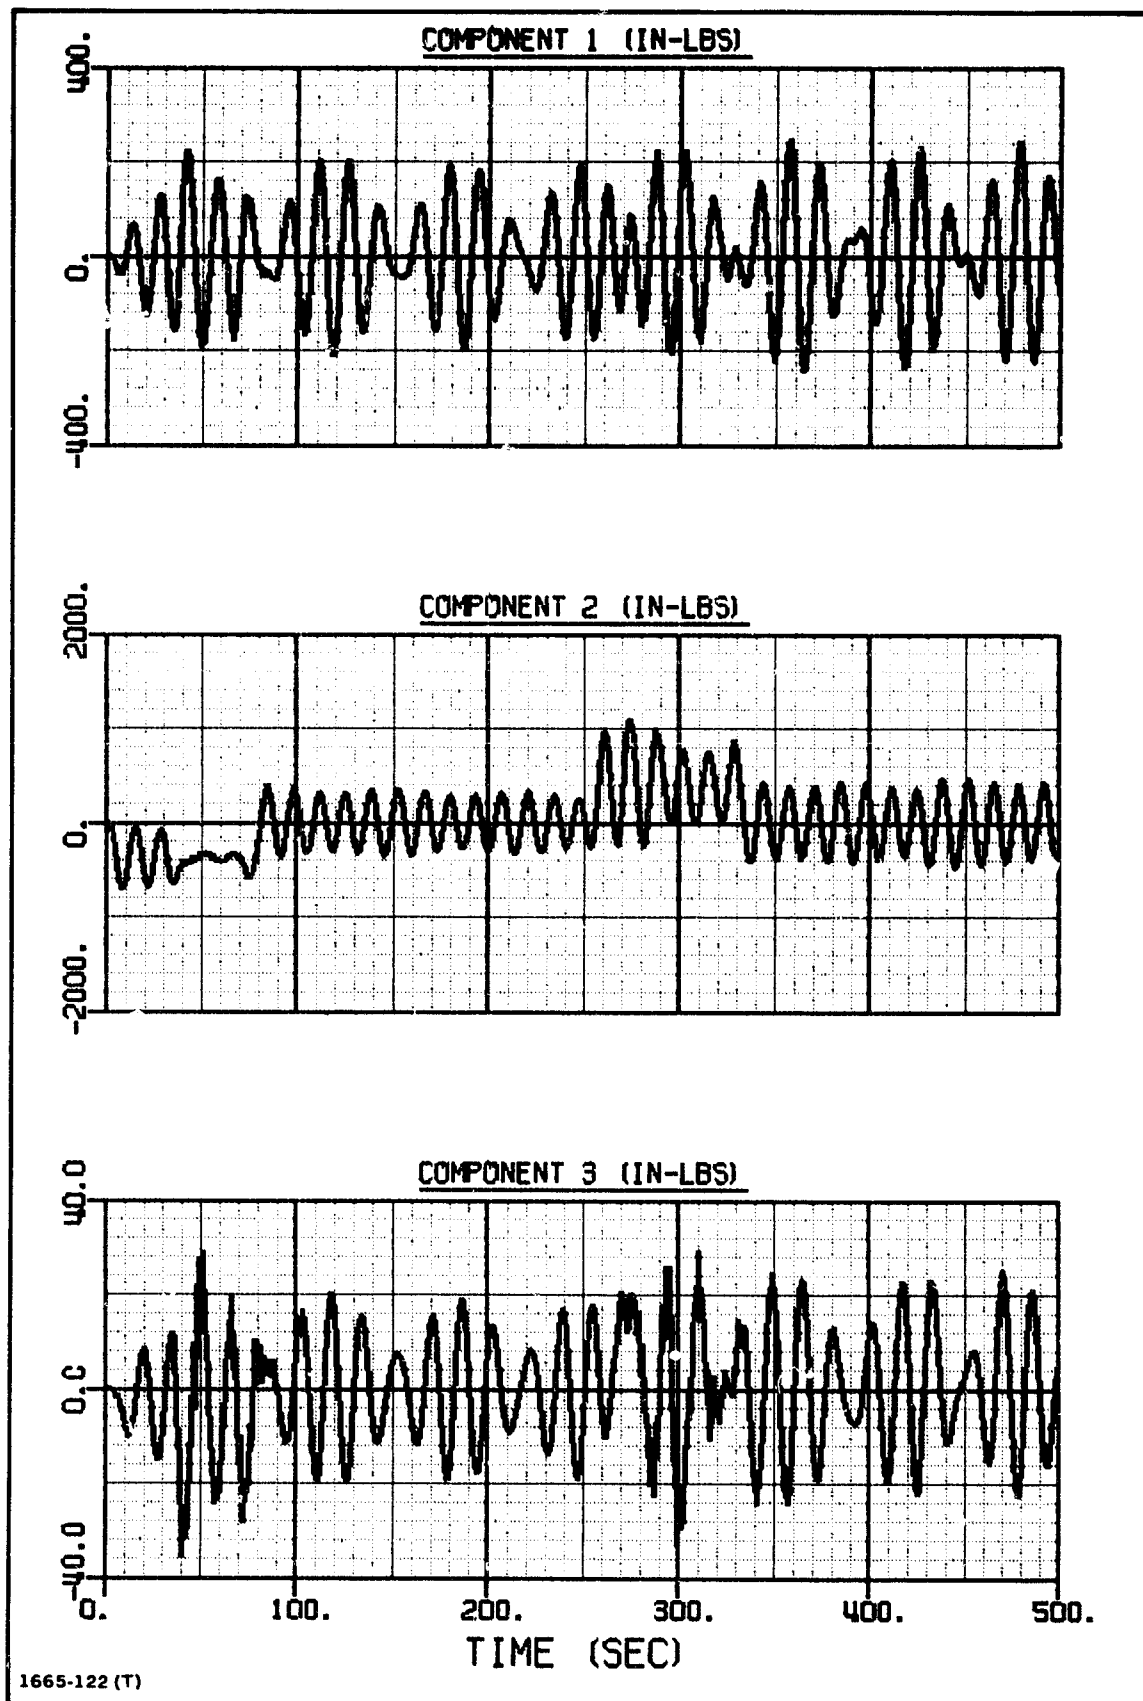 COMPONENT 1 (IN-LBS)
400.
0.
-400.
COMPONENT 2 (IN-LBS)
2000.
0.
-2000.
COMPONENT 3 (IN-LBS)
40.0
0.0
-40.0
0. 100. 200. 300. 400. 500.
TIME (SEC)
1665-122 (T)